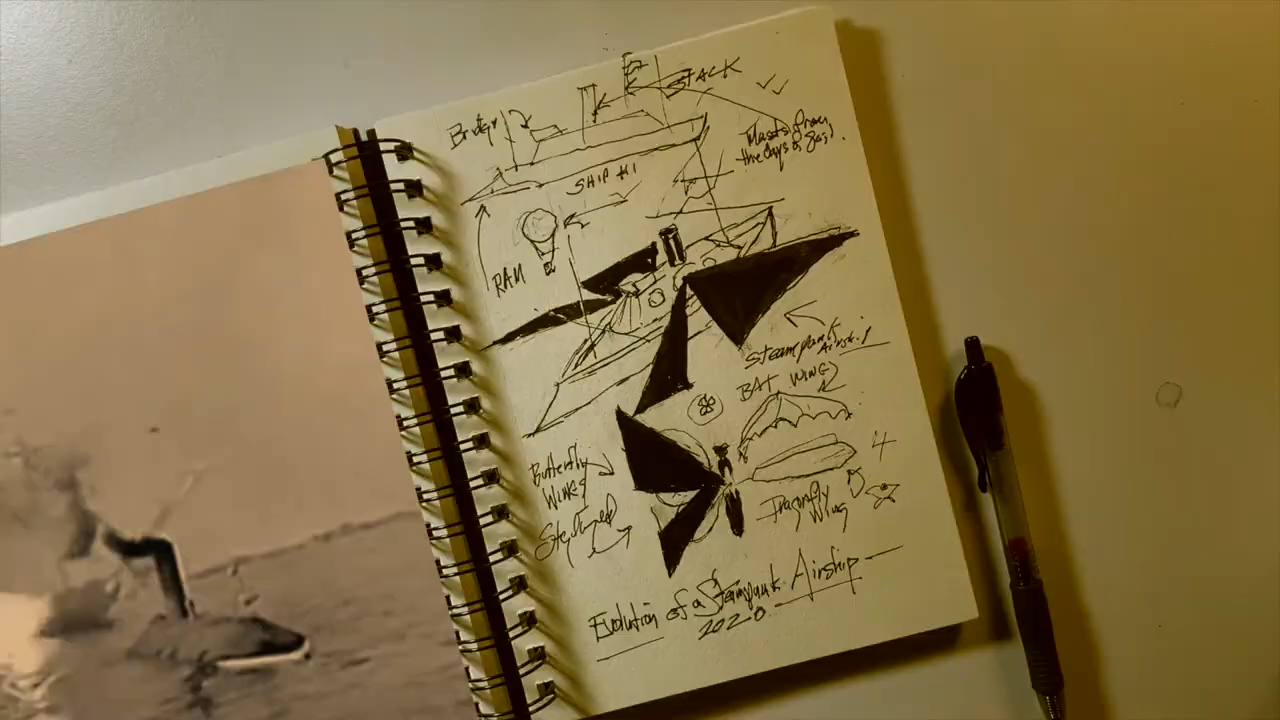 STACK
Bridge
Masts from
the days of
SHIP #1
RAM
Steampunk
Airship
BAT WING
Butterfly
WINGS
Stylized
4
Dragonfly
Wing
Evolution of a Steampunk Airship
2020